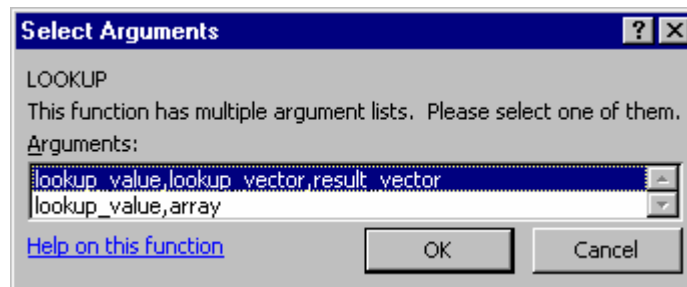 Select Arguments
LOOKUP
This function has multiple argument lists. Please select one of them.
Arguments:
lookup_value,lookup_vector,result_vector
lookup_value,array
Help on this function
OK
Cancel